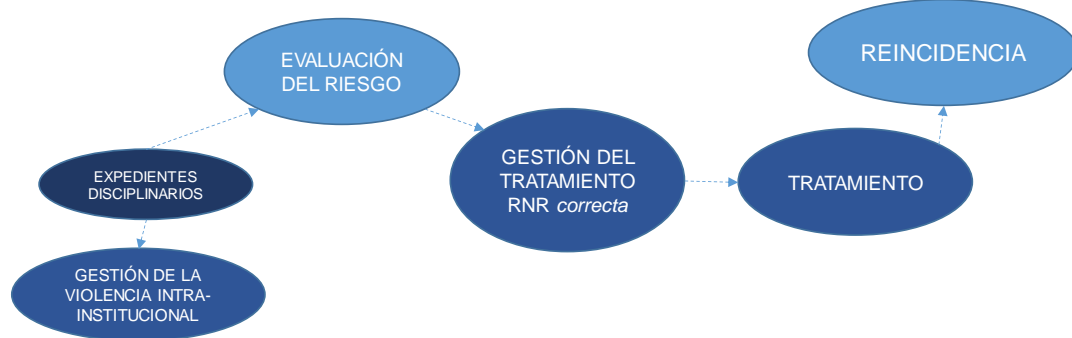 EVALUACIÓN
DEL RIESGO
REINCIDENCIA
EXPEDIENTES
DISCIPLINARIOS
GESTIÓN DEL
TRATAMIENTO
RNR correcta
TRATAMIENTO
GESTIÓN DE LA
VIOLENCIA INTRA-
INSTITUCIONAL